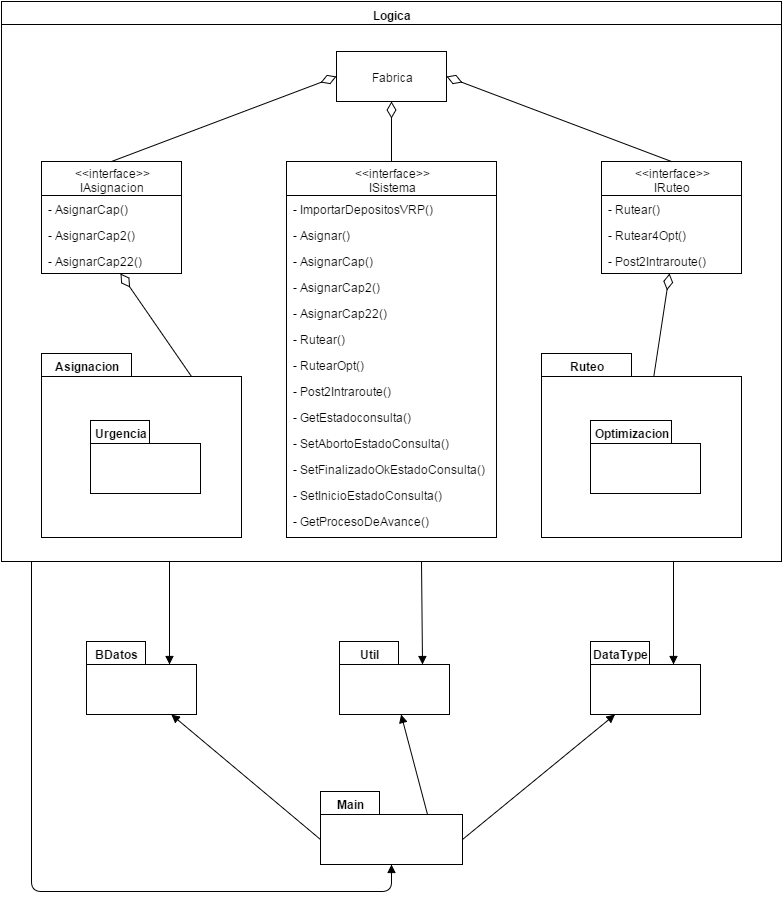 Logica
Fabrica
<<interface>>
IAsignacion
- AsignarCap()
- AsignarCap2()
- AsignarCap22()
<<interface>>
ISistema
- ImportarDepositosVRP()
- Asignar()
- AsignarCap()
- AsignarCap2()
- AsignarCap22()
- Rutear()
- RutearOpt()
- Post2Intraroute()
- GetEstadoconsulta()
- SetAbortoEstadoConsulta()
- SetFinalizadoOkEstadoConsulta()
- SetInicioEstadoConsulta()
- GetProcesoDeAvance()
<<interface>>
IRuteo
- Rutear()
- Rutear4Opt()
- Post2Intraroute()
Asignacion
Urgencia
Ruteo
Optimizacion
BDatos
Util
DataType
Main